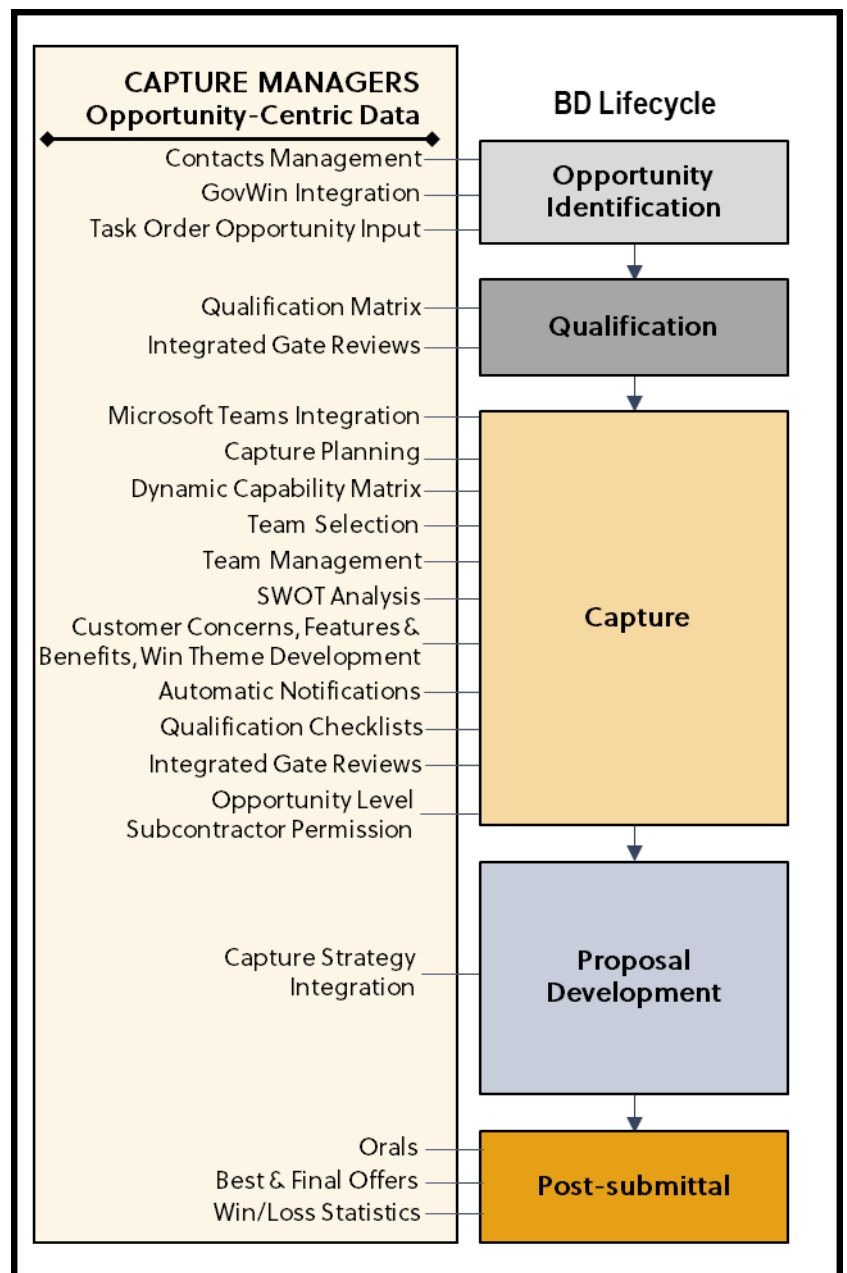 CAPTURE MANAGERS
Opportunity-Centric Data
BD Lifecycle
Contacts Management
GovWin Integration
Task Order Opportunity Input
Opportunity
Identification
Qualification Matrix
Integrated Gate Reviews
Qualification
Microsoft Teams Integration
Capture Planning
Dynamic Capability Matrix
Team Selection
Team Management
SWOT Analysis
Customer Concerns, Features &
Benefits, Win Theme Development
Automatic Notifications
Qualification Checklists
Integrated Gate Reviews
Opportunity Level
Subcontractor Permission
Capture
Capture Strategy
Integration
Proposal
Development
Orals
Best & Final Offers
Win/Loss Statistics
Post-submittal